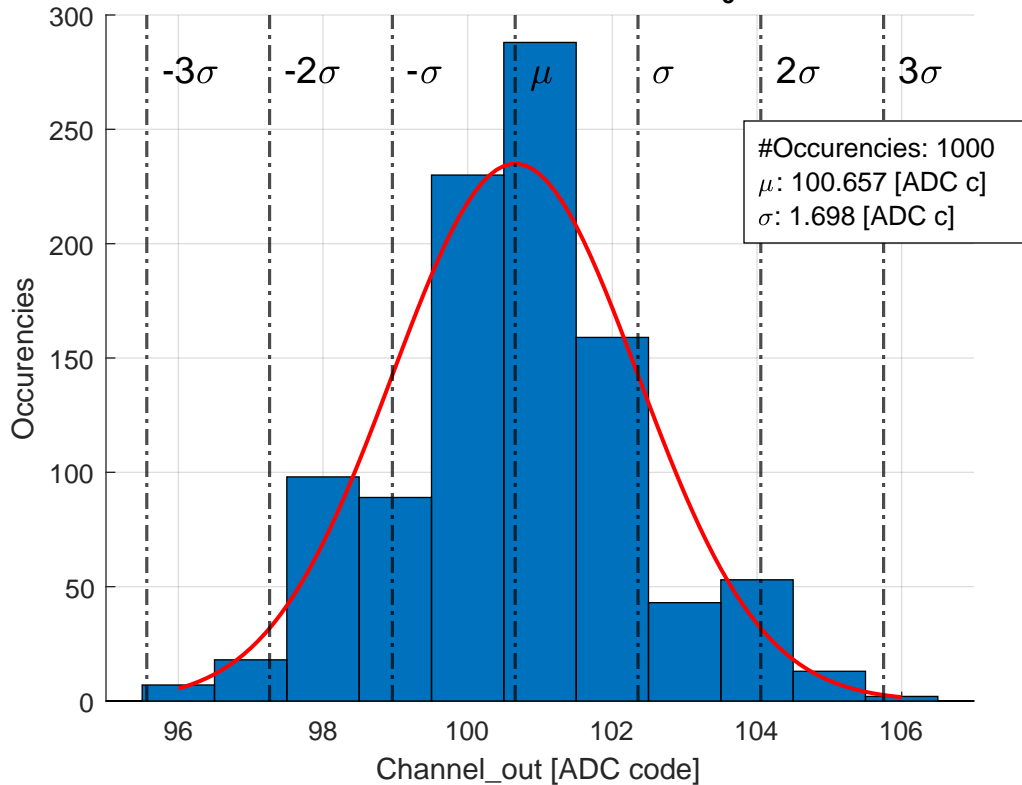 300
250
200
150
100
50
0
Occurencies
-3σ -2σ -σ μ σ 2σ 3σ
#Occurencies: 1000
μ: 100.657 [ADC c]
σ: 1.698 [ADC c]
96 98 100 102 104 106
Channel_out [ADC code]